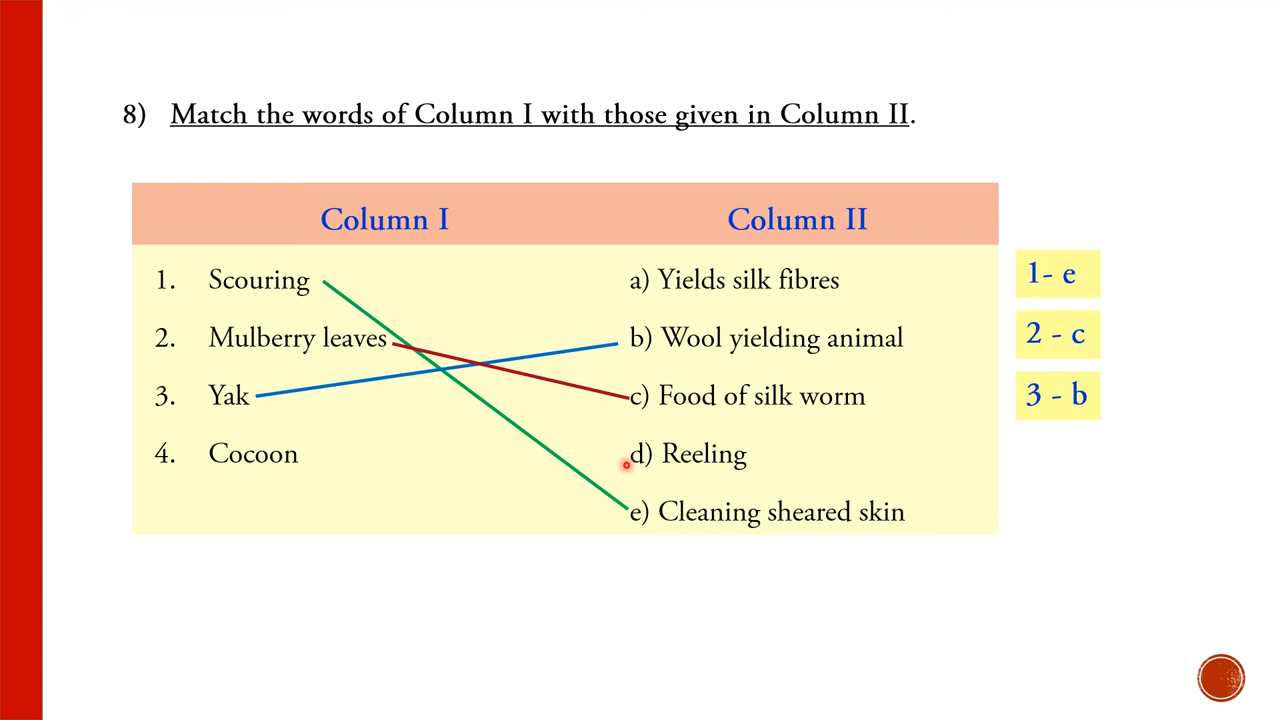 8) Match the words of Column I with those given in Column II.
Column I Column II
1. Scouring a) Yields silk fibres 1- e
2. Mulberry leaves b) Wool yielding animal 2 - c
3. Yak c) Food of silk worm 3 - b
4. Cocoon d) Reeling
e) Cleaning sheared skin